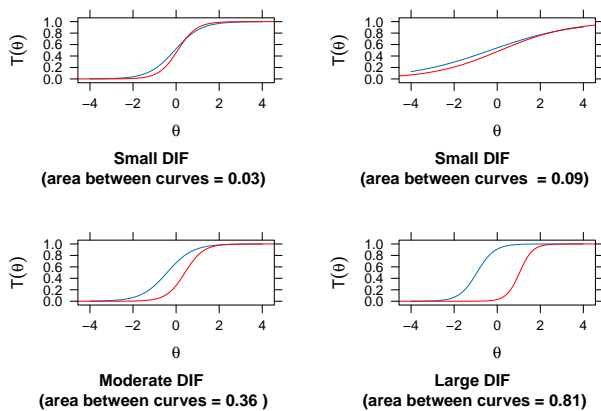 T(θ)
1.0
0.8
0.6
0.4
0.2
0.0
−4 −2 0 2 4
θ
Small DIF
(area between curves = 0.03)
T(θ)
1.0
0.8
0.6
0.4
0.2
0.0
−4 −2 0 2 4
θ
Small DIF
(area between curves  = 0.09)
T(θ)
1.0
0.8
0.6
0.4
0.2
0.0
−4 −2 0 2 4
θ
Moderate DIF
(area between curves = 0.36 )
T(θ)
1.0
0.8
0.6
0.4
0.2
0.0
−4 −2 0 2 4
θ
Large DIF
(area between curves = 0.81)